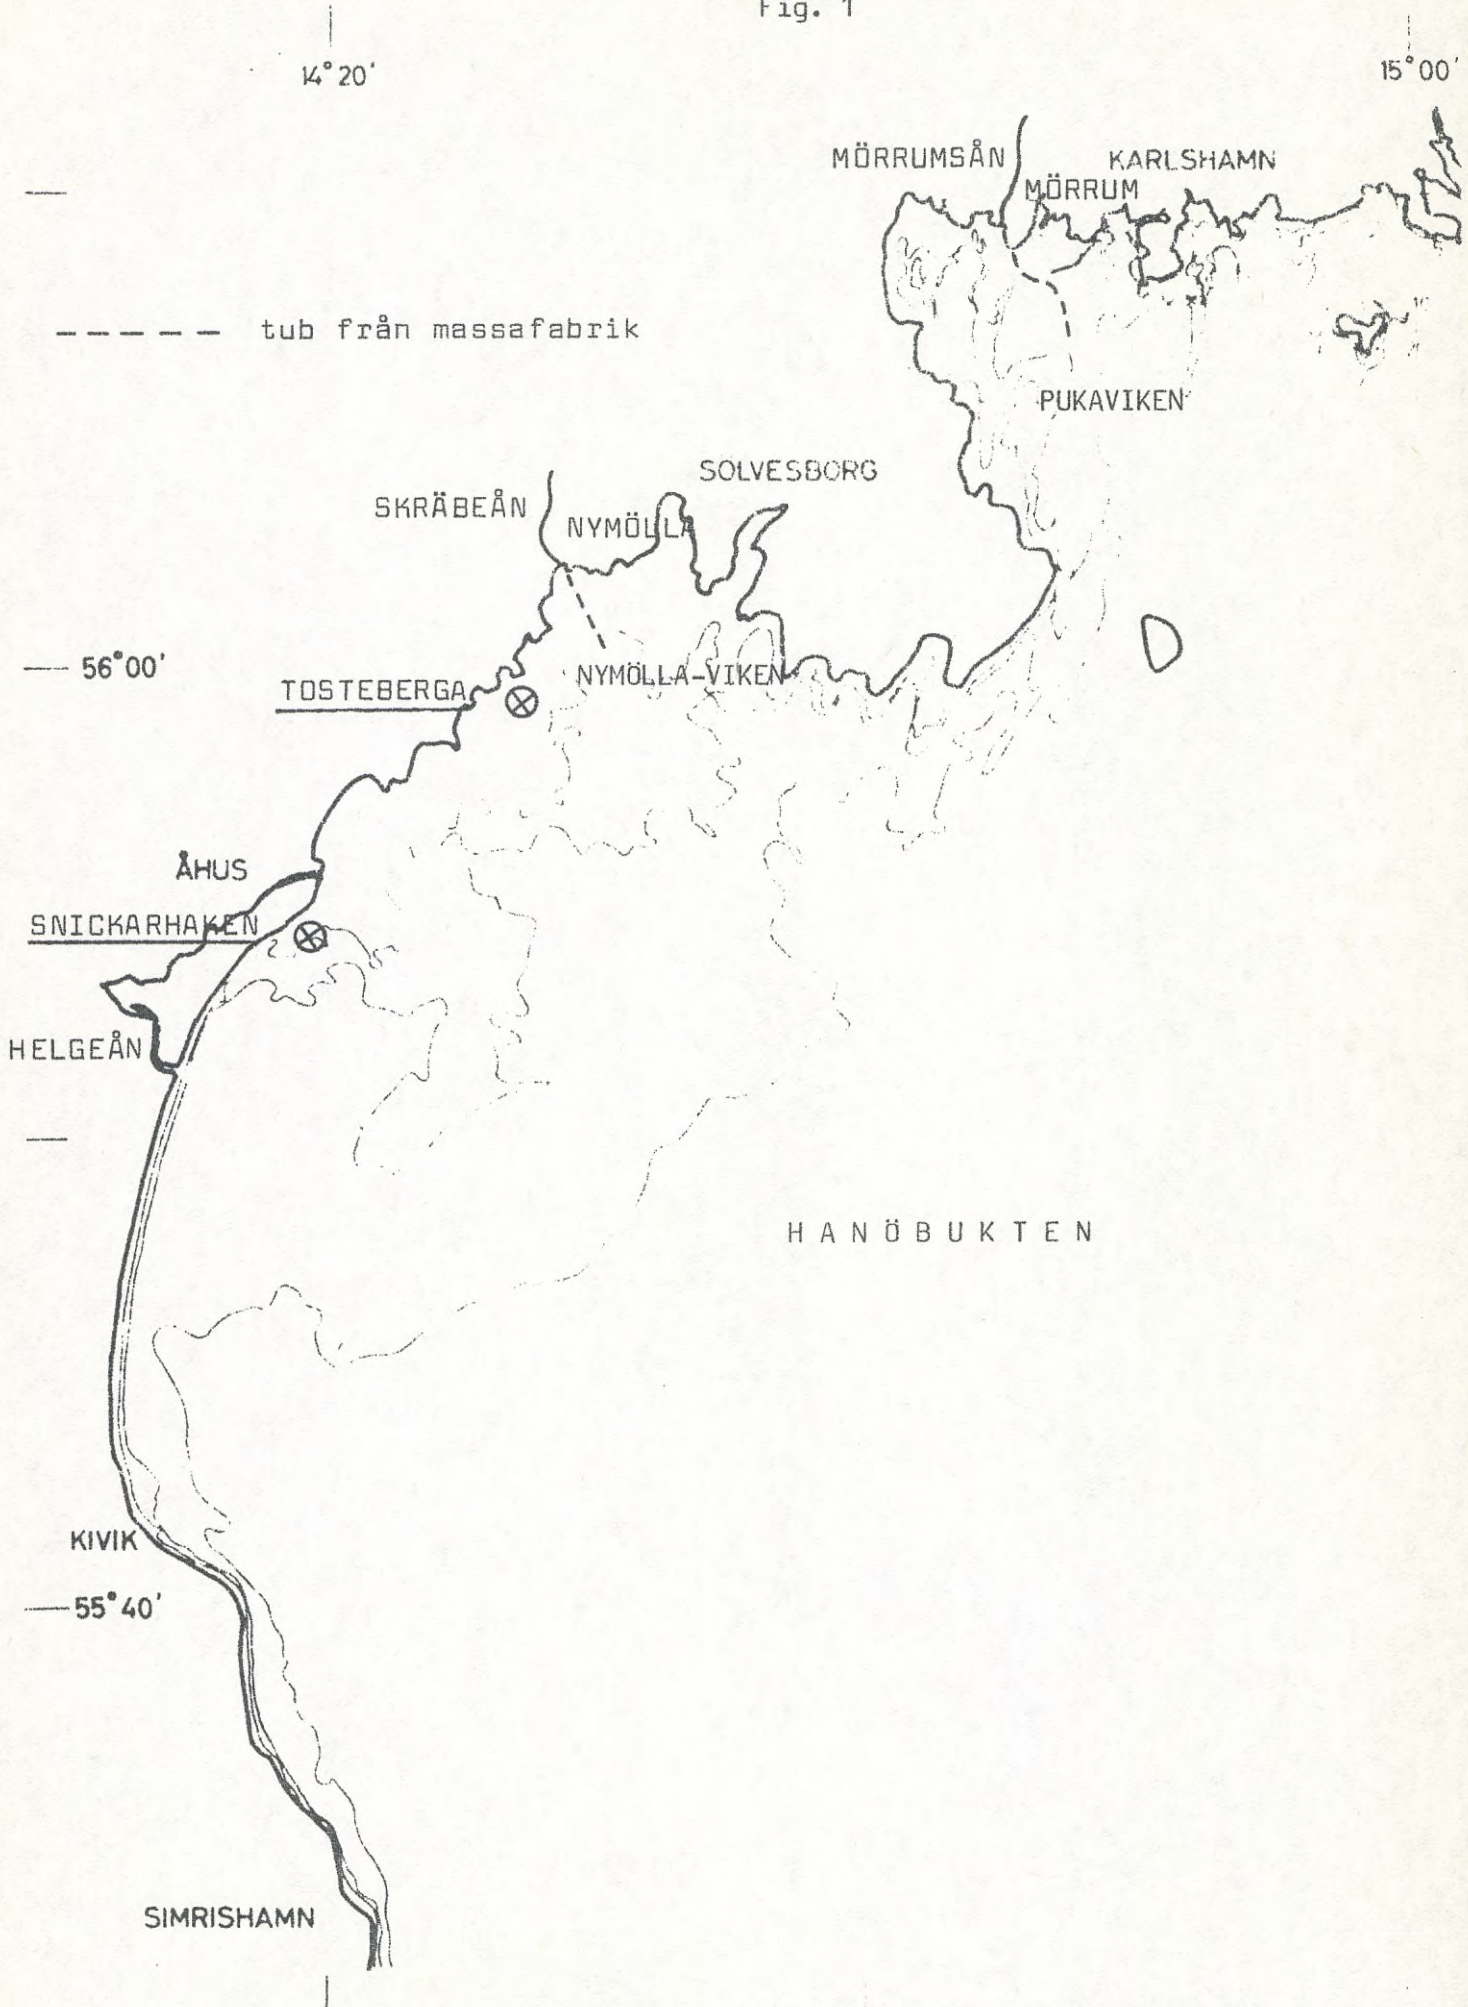 Fig. 1
14°20'
15°00'
MÖRRUMSÅN
KARLSHAMN
MÖRRUM
tub från massafabrik
PUKAVIKEN
SOLVESBORG
SKRÄBEÅN
NYMÖLLA
56°00'
NYMÖLLA-VIKEN
TOSTEBERGA
ÅHUS
SNICKARHAKEN
HELGEÅN
HANÖBUKTEN
KIVIK
55°40'
SIMRISHAMN